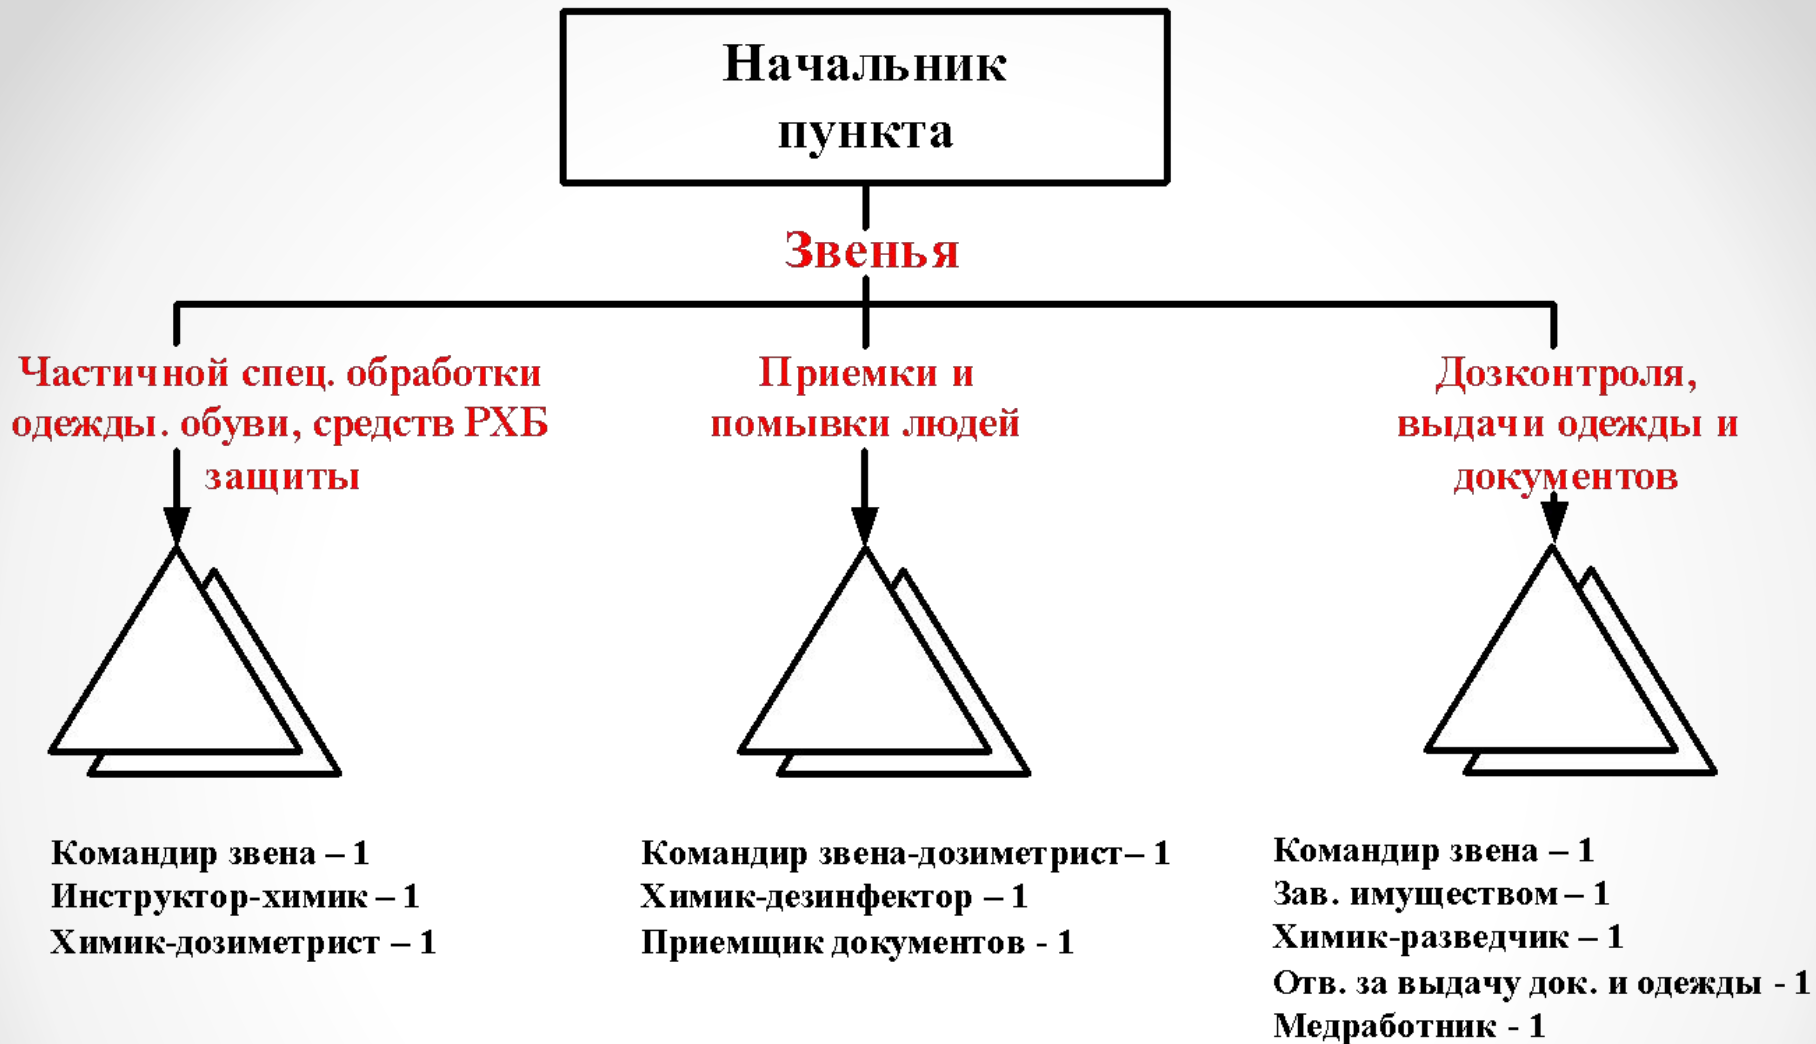 Начальник
пункта
Звенья
Частичной спец. обработки
одежды. обуви, средств РХБ
защиты
Приемки и
помывки людей
Дозконтроля,
выдачи одежды и
документов
Командир звена – 1
Инструктор-химик – 1
Химик-дозиметрист – 1
Командир звена-дозиметрист– 1
Химик-дезинфектор – 1
Приемщик документов - 1
Командир звена – 1
Зав. имуществом – 1
Химик-разведчик – 1
Отв. за выдачу док. и одежды - 1
Медработник - 1